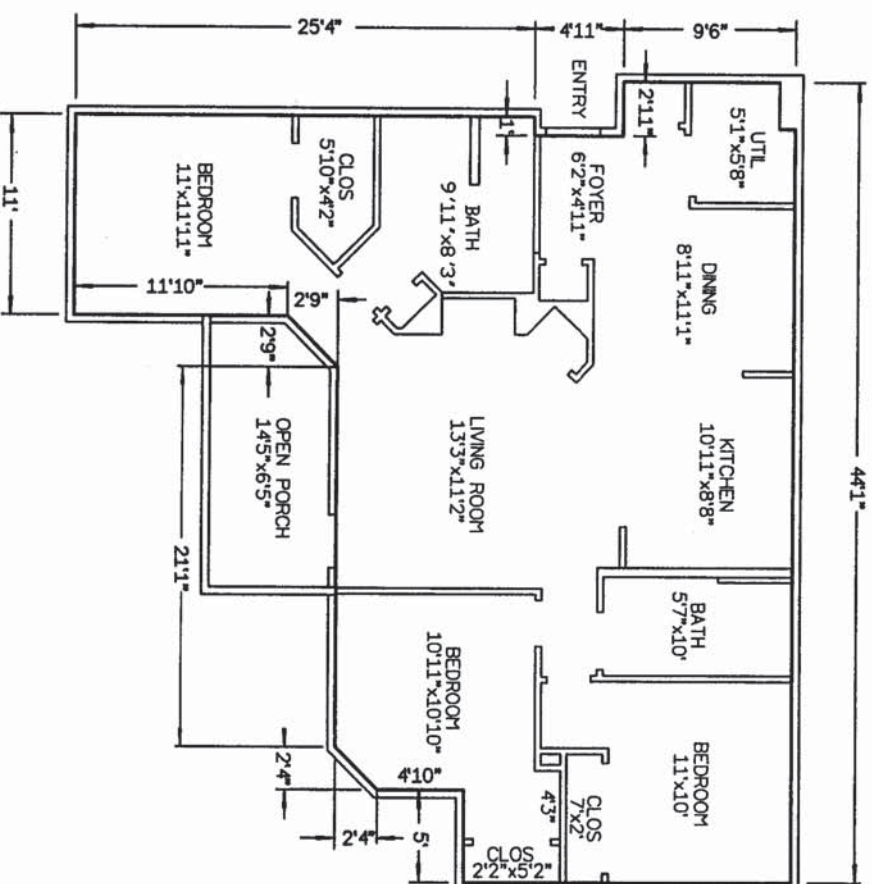 25'4"
4'11"
9'6"
ENTRY
2'11"
1'
UTIL
5'1"x5'8"
FOYER
6'2"x4'11"
CLOS
5'10"x4'2"
BEDROOM
11'x11'11"
BATH
9'11"x8'3"
DINING
8'11"x11'1"
11'
11'10"
2'9"
2'9"
44'1"
OPEN PORCH
14'5"x6'5"
LIVING ROOM
13'3"x11'2"
KITCHEN
10'11"x8'8"
21'1"
BATH
5'7"x10'
BEDROOM
10'11"x10'10"
BEDROOM
11'x10'
2'4"
4'10"
4'3"
CLOS
7'x2'
2'4"
5'
CLOS
2'2"x5'2"